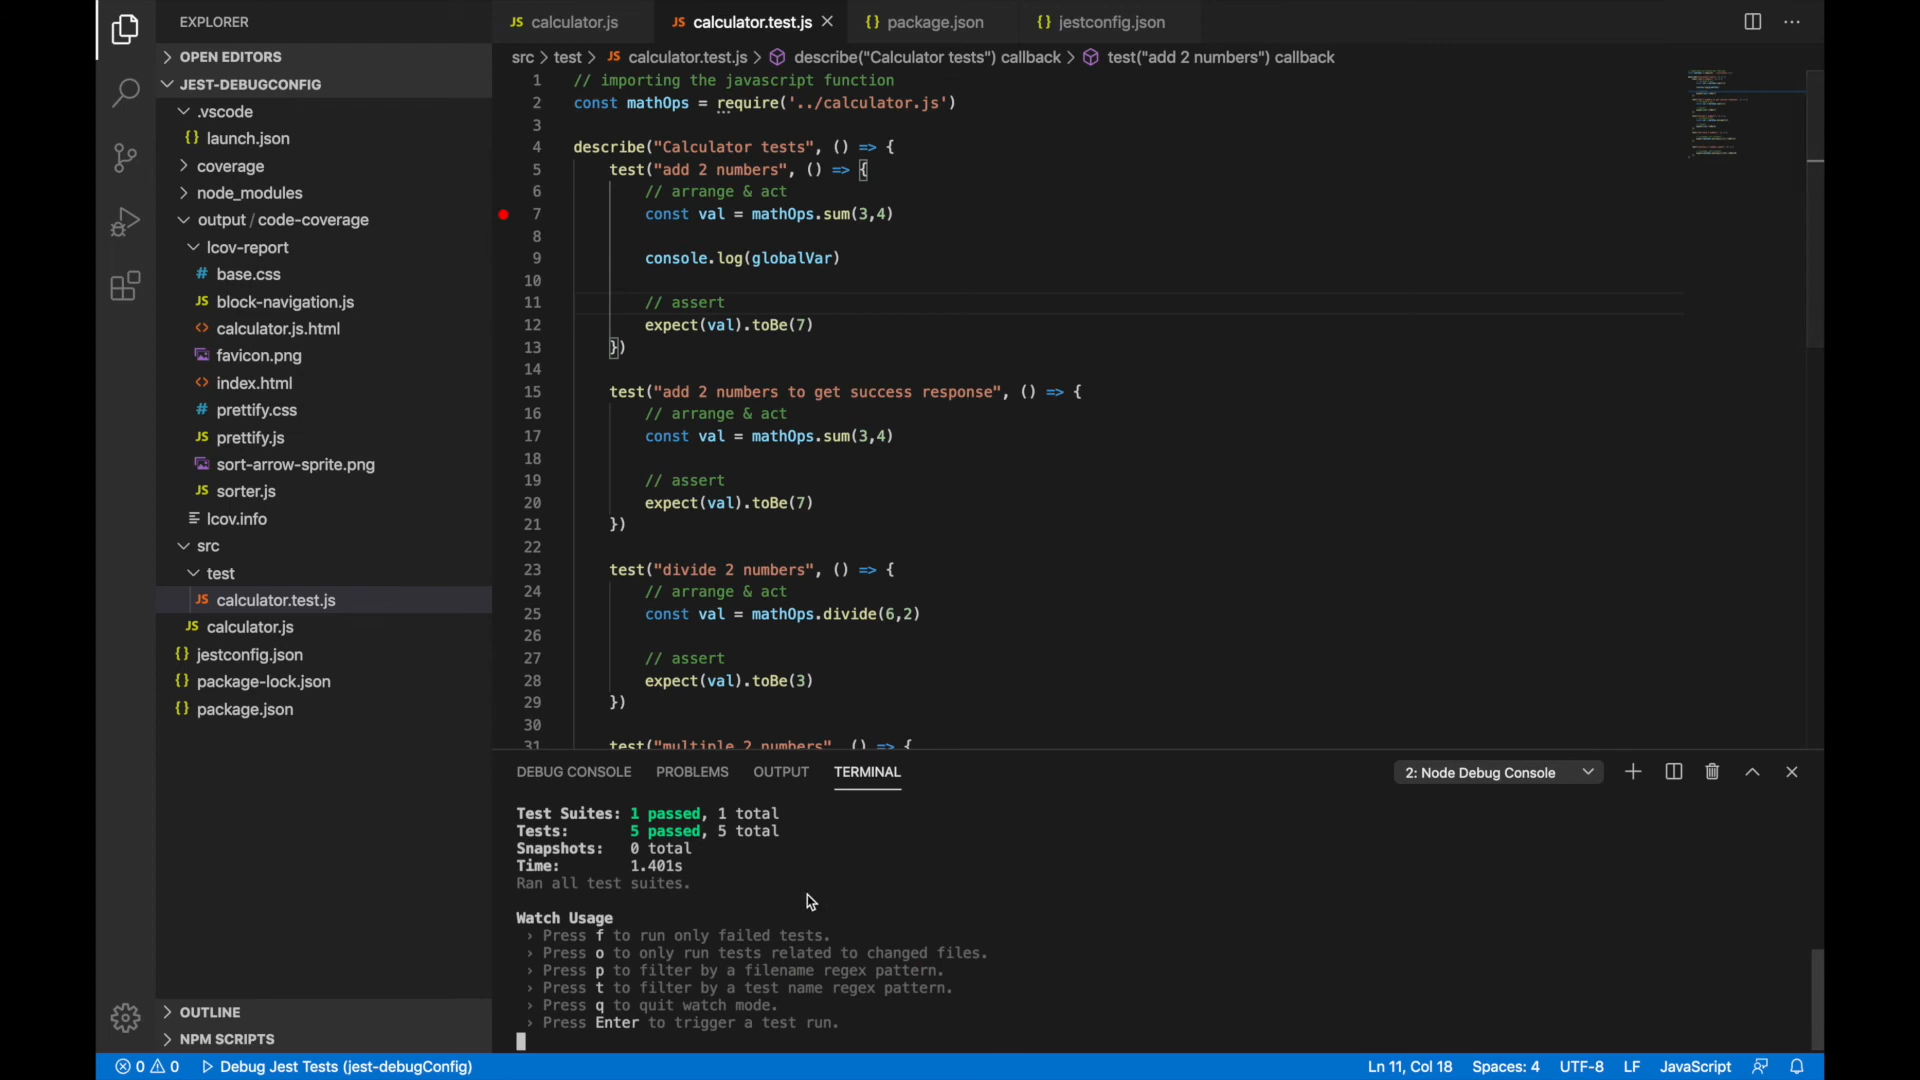 EXPLORER
OPEN EDITORS
JEST-DEBUGCONFIG
.vscode
{} launch.json
coverage
node_modules
output / code-coverage
lcov-report
# base.css
JS block-navigation.js
<> calculator.js.html
favicon.png
<> index.html
# prettify.css
JS prettify.js
sort-arrow-sprite.png
JS sorter.js
lcov.info
src
test
JS calculator.test.js
JS calculator.js
{} jestconfig.json
{} package-lock.json
{} package.json
OUTLINE
NPM SCRIPTS
JS calculator.js JS calculator.test.js {} package.json {} jestconfig.json
src > test > JS calculator.test.js > describe("Calculator tests") callback > test("add 2 numbers") callback
1 // importing the javascript function
2 const mathOps = require('../calculator.js')
3
4 describe("Calculator tests", () => {
5 test("add 2 numbers", () => {
6 // arrange & act
7 const val = mathOps.sum(3,4)
8
9 console.log(globalVar)
10
11 // assert
12 expect(val).toBe(7)
13 })
14
15 test("add 2 numbers to get success response", () => {
16 // arrange & act
17 const val = mathOps.sum(3,4)
18
19 // assert
20 expect(val).toBe(7)
21 })
22
23 test("divide 2 numbers", () => {
24 // arrange & act
25 const val = mathOps.divide(6,2)
26
27 // assert
28 expect(val).toBe(3)
29 })
30
31 test("multiple 2 numbers", () => {
DEBUG CONSOLE PROBLEMS OUTPUT TERMINAL 2: Node Debug Console
Test Suites: 1 passed, 1 total
Tests: 5 passed, 5 total
Snapshots: 0 total
Time: 1.401s
Ran all test suites.
Watch Usage
› Press f to run only failed tests.
› Press o to only run tests related to changed files.
› Press p to filter by a filename regex pattern.
› Press t to filter by a test name regex pattern.
› Press q to quit watch mode.
› Press Enter to trigger a test run.
0 0 Debug Jest Tests (jest-debugConfig) Ln 11, Col 18 Spaces: 4 UTF-8 LF JavaScript